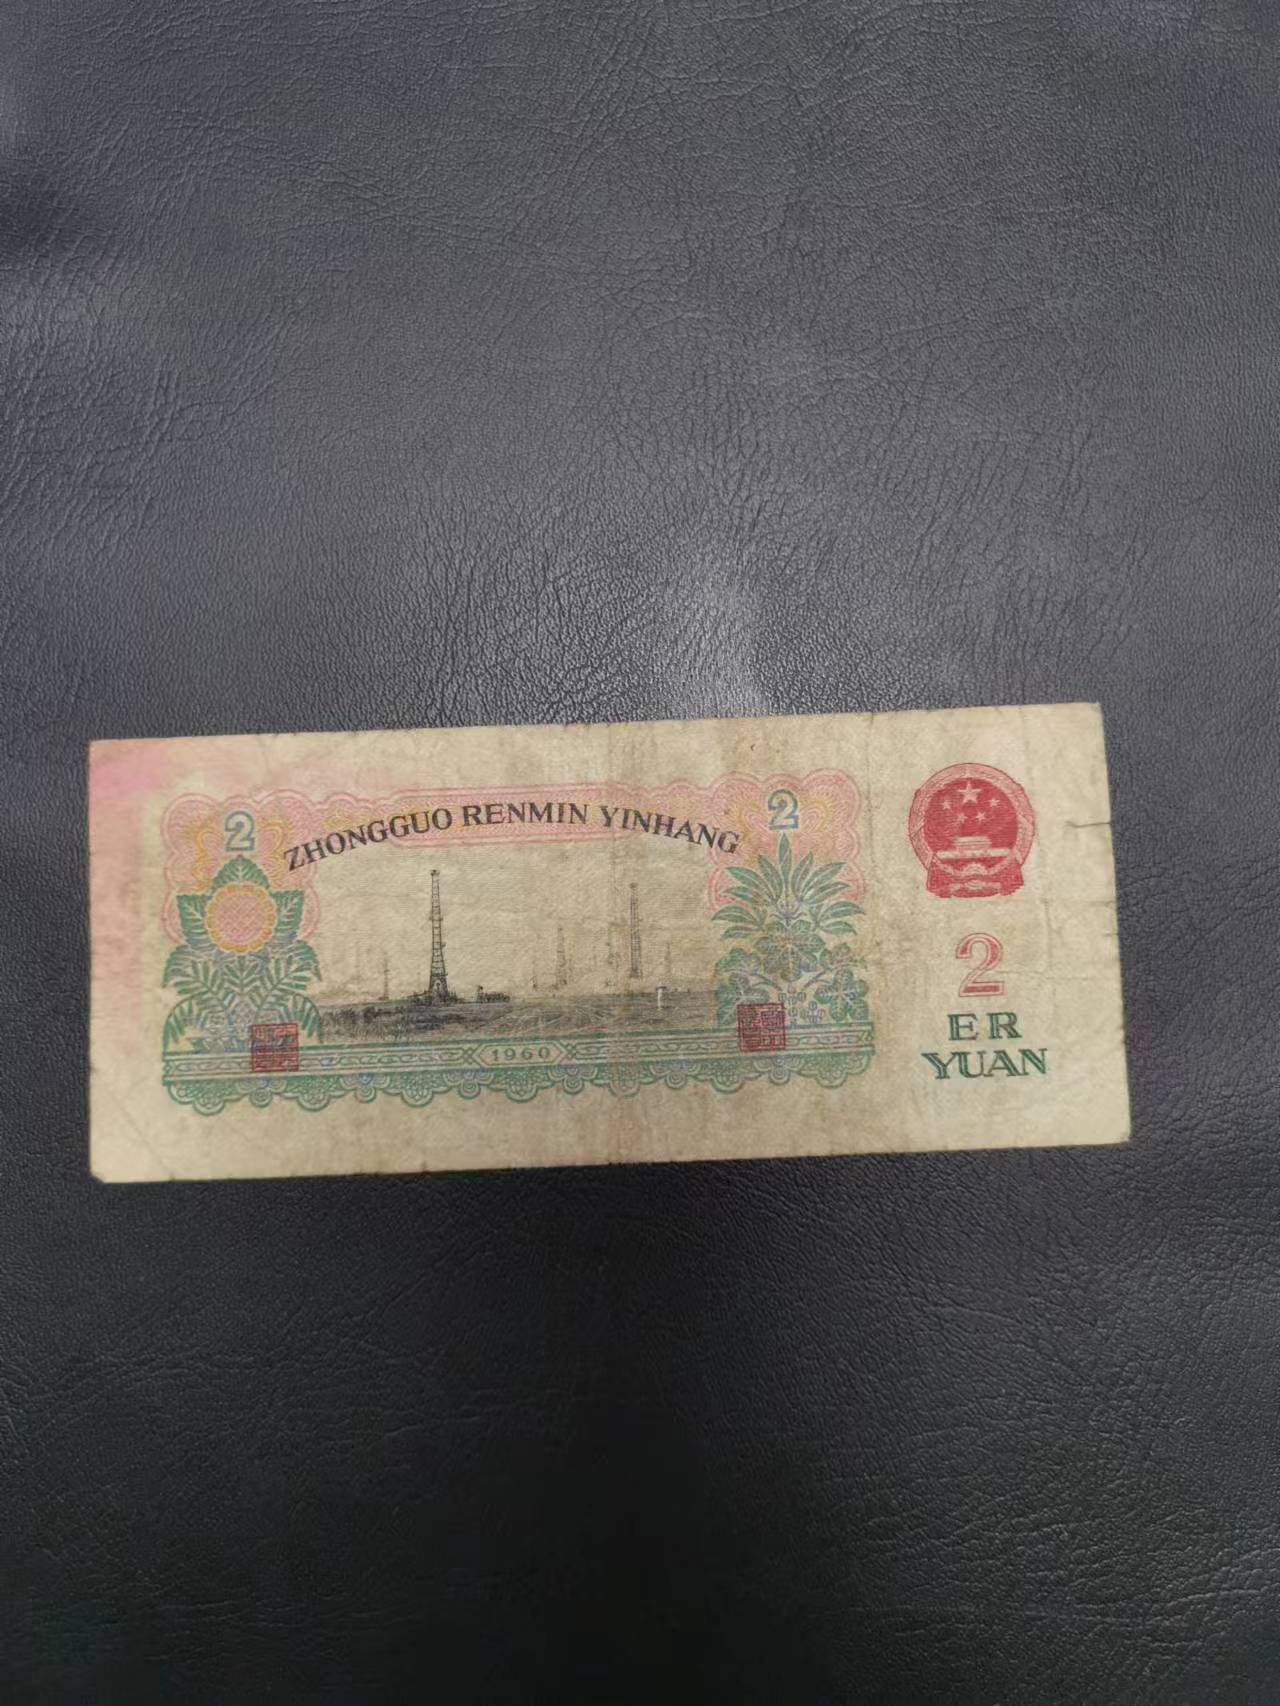 2
ZHONGGUO RENMIN YINHANG
2
1960
2
ER
YUAN